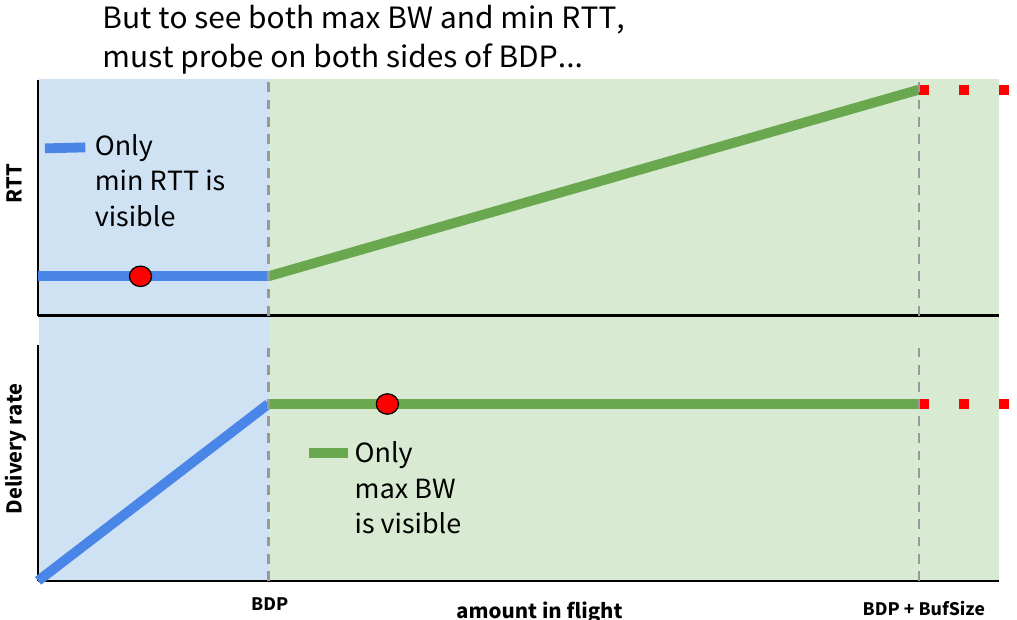 But to see both max BW and min RTT,
must probe on both sides of BDP...
Only
min RTT is
visible
RTT
Only
max BW
is visible
Delivery rate
BDP
amount in flight
BDP + BufSize